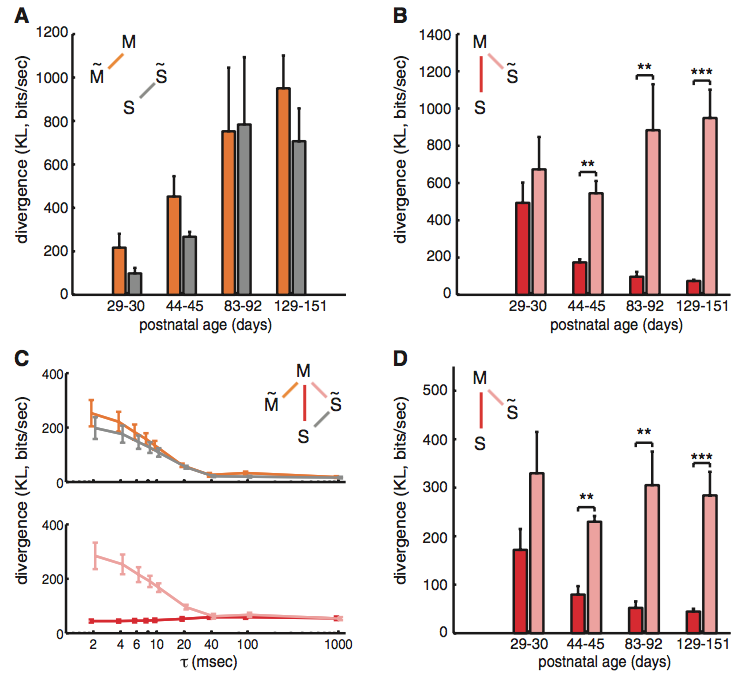 A
1200
1000
800
600
400
200
0
divergence (KL, bits/sec)
M
M̃
S̃
S
29-30 44-45 83-92 129-151
postnatal age (days)
B
1400
1200
1000
800
600
400
200
0
divergence (KL, bits/sec)
M
S̃
S
**
**
***
29-30 44-45 83-92 129-151
postnatal age (days)
C
400
200
0
divergence (KL, bits/sec)
M
M̃ S̃
S
400
200
0
2 4 6 10 20 40 100 1000
τ (msec)
D
500
400
300
200
100
0
divergence (KL, bits/sec)
M
S̃
S
**
**
***
29-30 44-45 83-92 129-151
postnatal age (days)